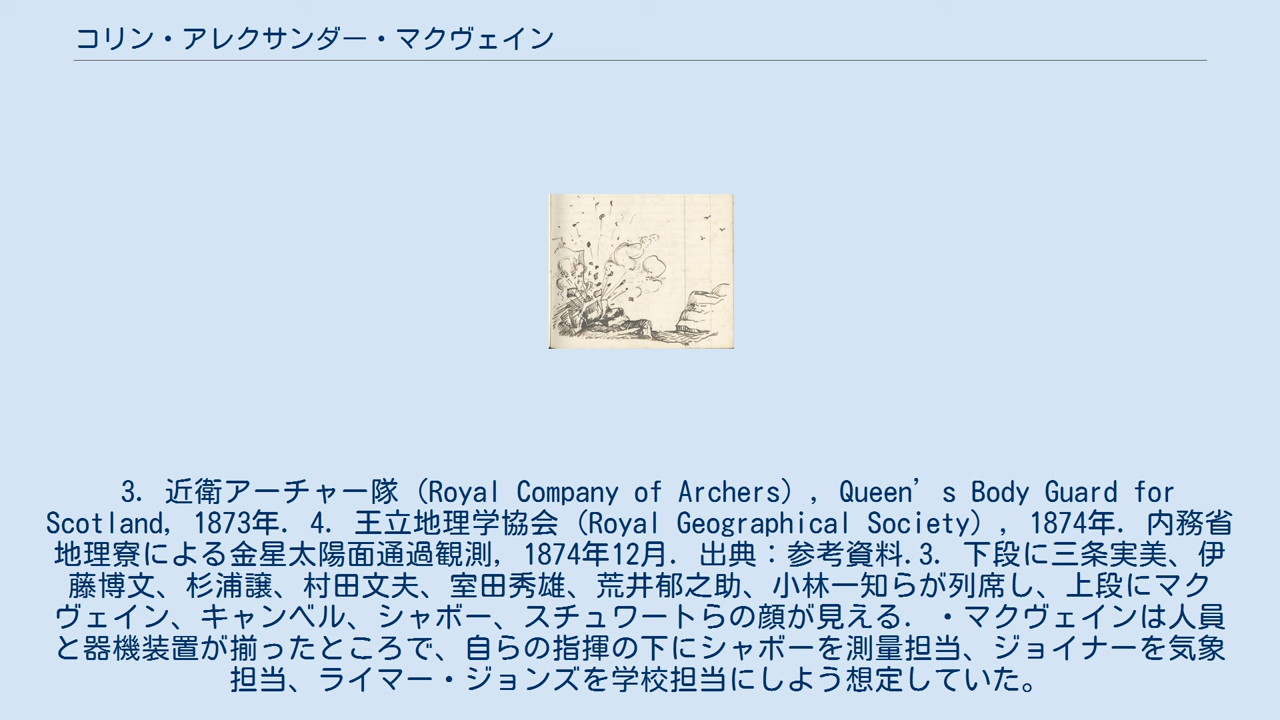 コリン・アレクサンダー・マクヴェイン
3. 近衛アーチャー隊（Royal Company of Archers）, Queen’s Body Guard for
Scotland, 1873年. 4. 王立地理学協会（Royal Geographical Society）, 1874年. 内務省
地理寮による金星太陽面通過観測, 1874年12月. 出典：参考資料.3. 下段に三条実美、伊
藤博文、杉浦譲、村田文夫、室田秀雄、荒井郁之助、小林一知らが列席し、上段にマク
ヴェイン、キャンベル、シャボー、スチュワートらの顔が見える. ・マクヴェインは人員
と器機装置が揃ったところで、自らの指揮の下にシャボーを測量担当、ジョイナーを気象
担当、ライマー・ジョンズを学校担当にしよう想定していた。